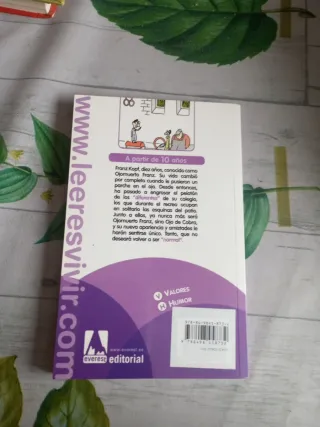 www.leeresvivir.com
A partir de 10 años
Franz Kopf, diez años, conocido como
Ojomuerto Franz. Su vida cambió
por completo cuando le pusieron un
parche en el ojo. Desde entonces,
ha pasado a engrosar el pelotón
de los "diferentes" de su colegio,
los que durante el recreo ocupan
en solitario las esquinas del patio.
Junto a ellos, ya nunca más será
Ojomuerto Franz, sino Ojo de Cobra,
y su nueva apariencia y amistades le
harán sentirse único. Tanto, que no
deseará volver a ser "normal".
VALORES
HUMOR
www.everest.es
everest
editorial